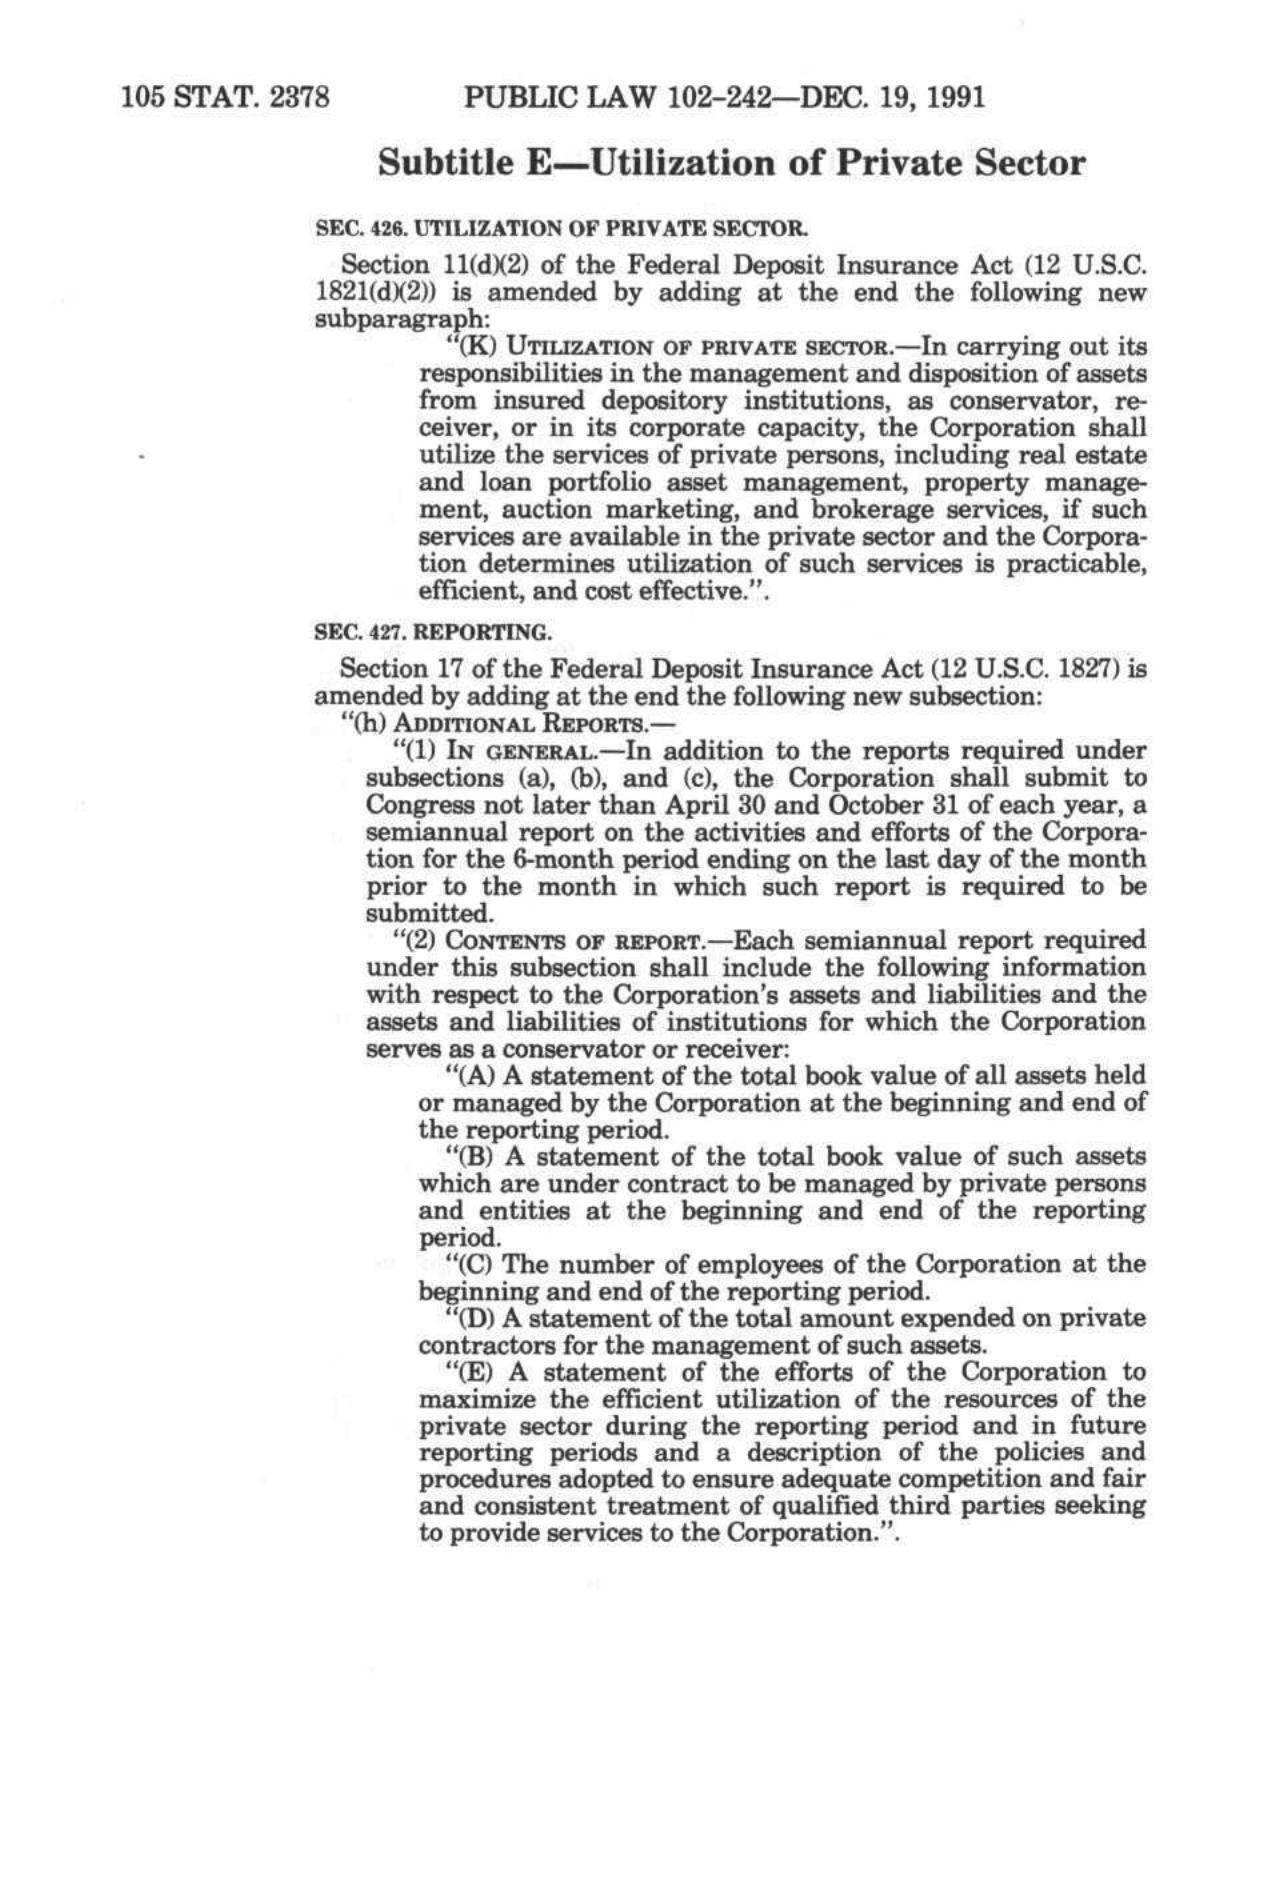 105 STAT. 2378 PUBLIC LAW 102-242—DEC. 19, 1991
Subtitle E—Utilization of Private Sector
SEC. 426. UTILIZATION OF PRIVATE SECTOR.
Section 11(d)(2) of the Federal Deposit Insurance Act (12 U.S.C.
1821(d)(2)) is amended by adding at the end the following new
subparagraph:
"(K) UTILIZATION OF PRIVATE SECTOR.—In carrying out its
responsibilities in the management and disposition of assets
from insured depository institutions, as conservator, re-
ceiver, or in its corporate capacity, the Corporation shall
utilize the services of private persons, including real estate
and loan portfolio asset management, property manage-
ment, auction marketing, and brokerage services, if such
services are available in the private sector and the Corpora-
tion determines utilization of such services is practicable,
efficient, and cost effective.".
SEC. 427. REPORTING.
Section 17 of the Federal Deposit Insurance Act (12 U.S.C. 1827) is
amended by adding at the end the following new subsection:
"(h) ADDITIONAL REPORTS.—
"(1) IN GENERAL.—In addition to the reports required under
subsections (a), (b), and (c), the Corporation shall submit to
Congress not later than April 30 and October 31 of each year, a
semiannual report on the activities and efforts of the Corpora-
tion for the 6-month period ending on the last day of the month
prior to the month in which such report is required to be
submitted.
"(2) CONTENTS OF REPORT.—Each semiannual report required
under this subsection shall include the following information
with respect to the Corporation's assets and liabilities and the
assets and liabilities of institutions for which the Corporation
serves as a conservator or receiver:
"(A) A statement of the total book value of all assets held
or managed by the Corporation at the beginning and end of
the reporting period.
"(B) A statement of the total book value of such assets
which are under contract to be managed by private persons
and entities at the beginning and end of the reporting
period.
"(C) The number of employees of the Corporation at the
beginning and end of the reporting period.
"(D) A statement of the total amount expended on private
contractors for the management of such assets.
"(E) A statement of the efforts of the Corporation to
maximize the efficient utilization of the resources of the
private sector during the reporting period and in future
reporting periods and a description of the policies and
procedures adopted to ensure adequate competition and fair
and consistent treatment of qualified third parties seeking
to provide services to the Corporation.".